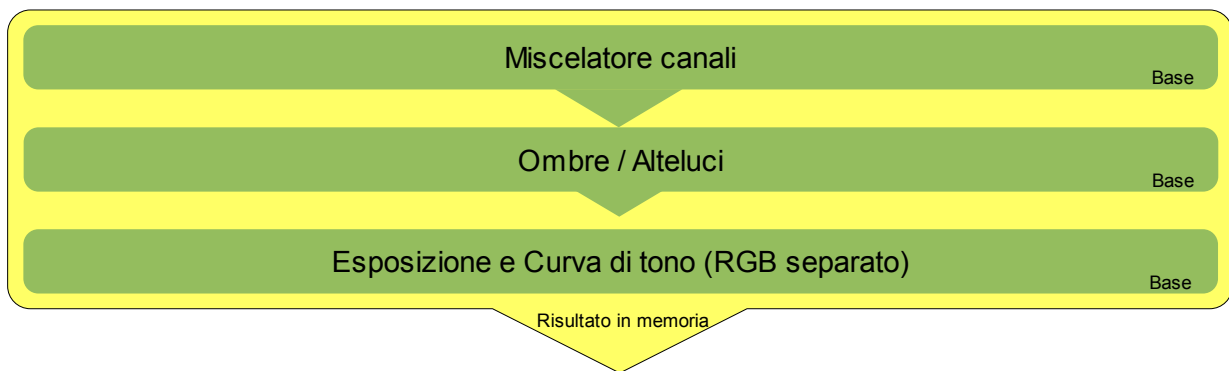 Miscelatore canali
Base
Ombre / Alteluci
Base
Esposizione e Curva di tono (RGB separato)
Base
Risultato in memoria